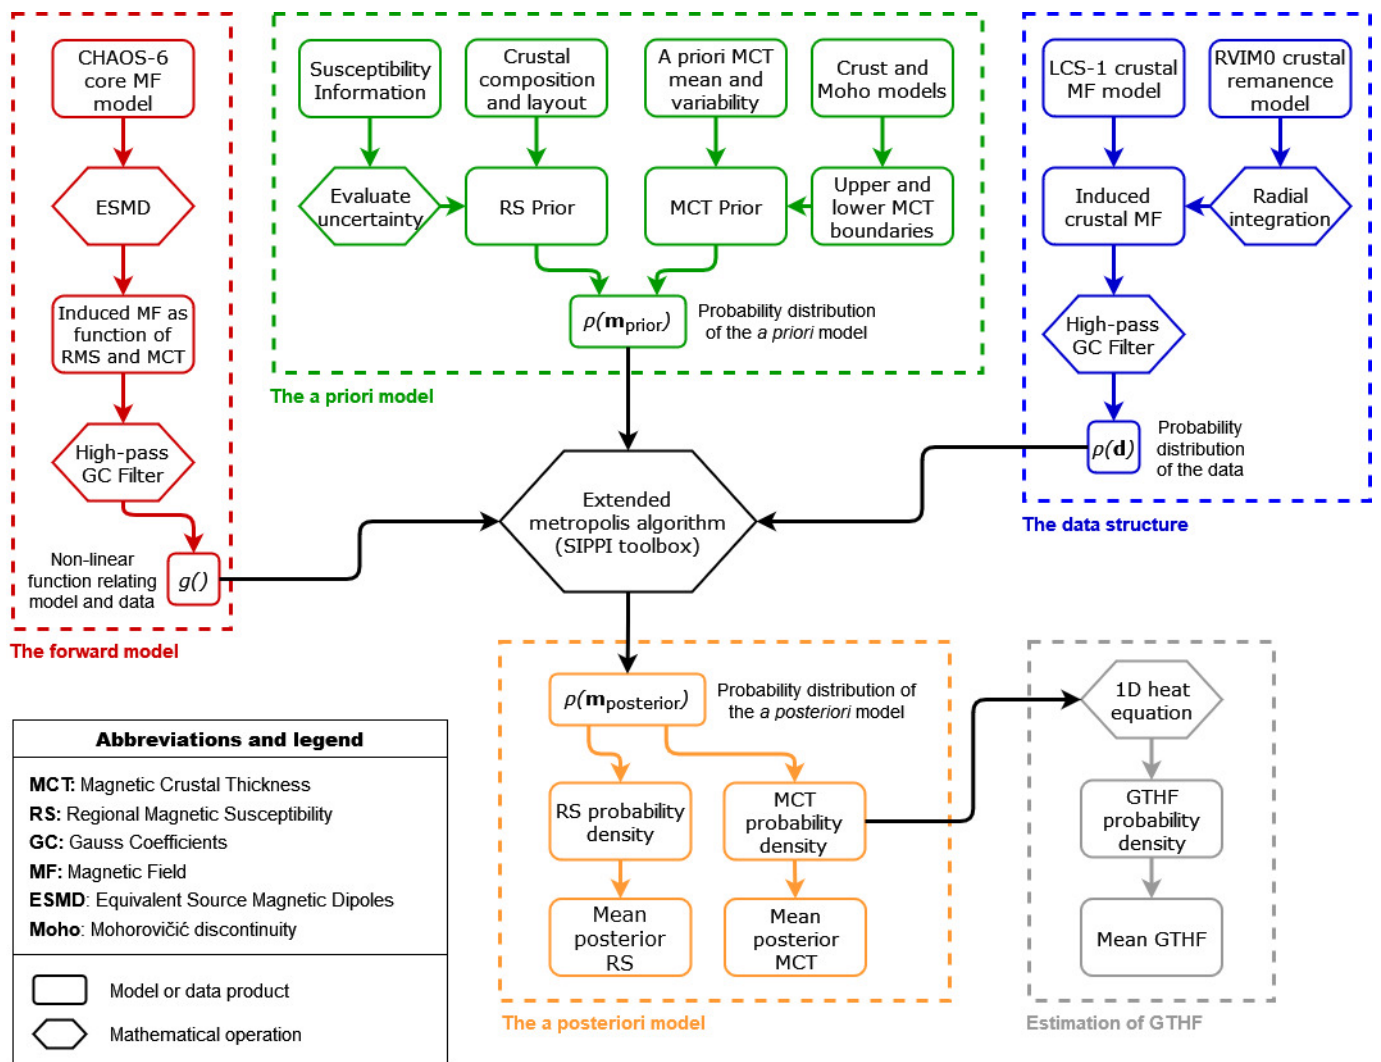 CHAOS-6
core MF
model
ESMD
Induced MF as
function of
RMS and MCT
High-pass
GC Filter
Non-linear
function relating
model and data
g()
The forward model
Susceptibility
Information
Crustal
composition
and layout
A priori MCT
mean and
variability
Crust and
Moho models
Evaluate
uncertainty
RS Prior
MCT Prior
Upper and
lower MCT
boundaries
ρ(mprior)
Probability distribution
of the a priori model
The a priori model
LCS-1 crustal
MF model
RVIM0 crustal
remanence
model
Induced
crustal MF
Radial
integration
High-pass
GC Filter
ρ(d)
Probability
distribution
of the data
The data structure
Extended
metropolis algorithm
(SIPPI toolbox)
ρ(mposterior)
Probability distribution of
the a posteriori model
RS probability
density
MCT
probability
density
Mean
posterior
RS
Mean
posterior
MCT
The a posteriori model
1D heat
equation
GTHF
probability
density
Mean GTHF
Estimation of GTHF
Abbreviations and legend
MCT: Magnetic Crustal Thickness
RS: Regional Magnetic Susceptibility
GC: Gauss Coefficients
MF: Magnetic Field
ESMD: Equivalent Source Magnetic Dipoles
Moho: Mohorovičić discontinuity
Model or data product
Mathematical operation